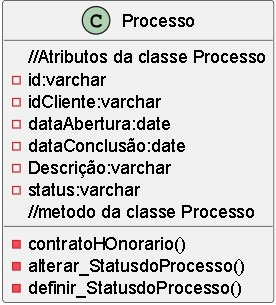 C Processo
//Atributos da classe Processo
id:varchar
idCliente:varchar
dataAbertura:date
dataConclusão:date
Descrição:varchar
status:varchar
//metodo da classe Processo
contratoHOnorario()
alterar_StatusdoProcesso()
definir_StatusdoProcesso()